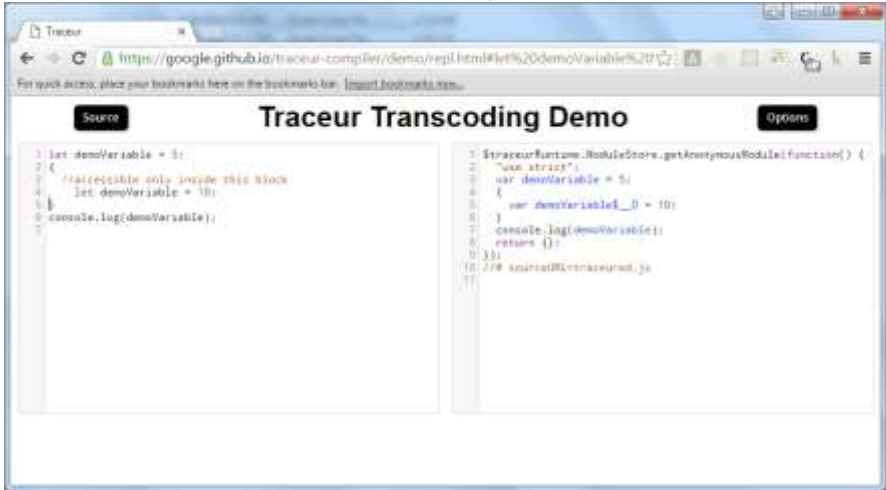 Traceur
https://google.github.io/traceur-compiler/demo/repl.html#let%20demoVariable%20
For quick access, place your bookmarks here on the bookmarks bar. Import bookmarks now...
Source
Traceur Transcoding Demo
Options
1 let demoVariable = 5;
2 {
3 //accessible only inside this block
4 let demoVariable = 10;
5 }
6 console.log(demoVariable);
7
1 $traceurRuntime.ModuleStore.getAnonymousModule(function() {
2 "use strict";
3 var demoVariable = 5;
4 {
5 var demoVariable$__0 = 10;
6 }
7 console.log(demoVariable);
8 return {};
9 });
10 //# sourceURL=traceured.js
11